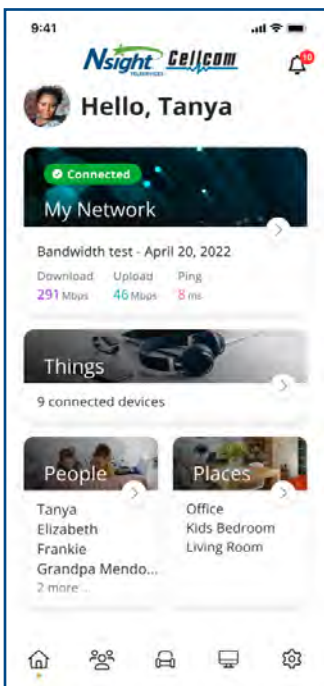 9:41
Nsight Cellcom
TELSERVICES
10
Hello, Tanya
Connected
My Network
Bandwidth test - April 20, 2022
Download Upload Ping
291 Mbps 46 Mbps 8 ms
Things
9 connected devices
People
Tanya
Elizabeth
Frankie
Grandpa Mendo...
2 more...
Places
Office
Kids Bedroom
Living Room